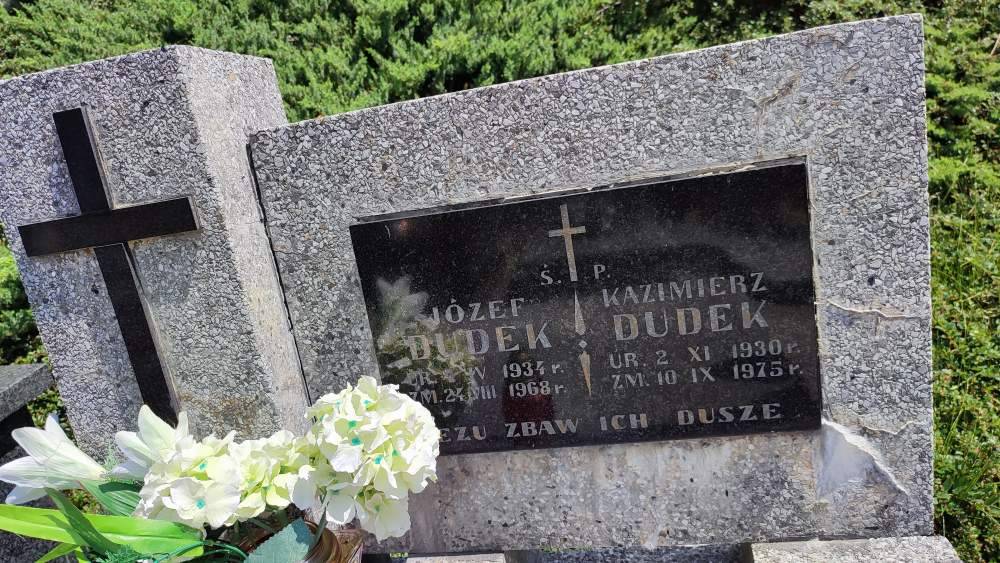 Ś. P.
JÓZEF
DUDEK
1934 r.
ZM. 24 VIII 1968 r.
KAZIMIERZ
DUDEK
UR. 2 XI 1930 r.
ZM. 10 IX 1975 r.
ZBAW ICH DUSZE